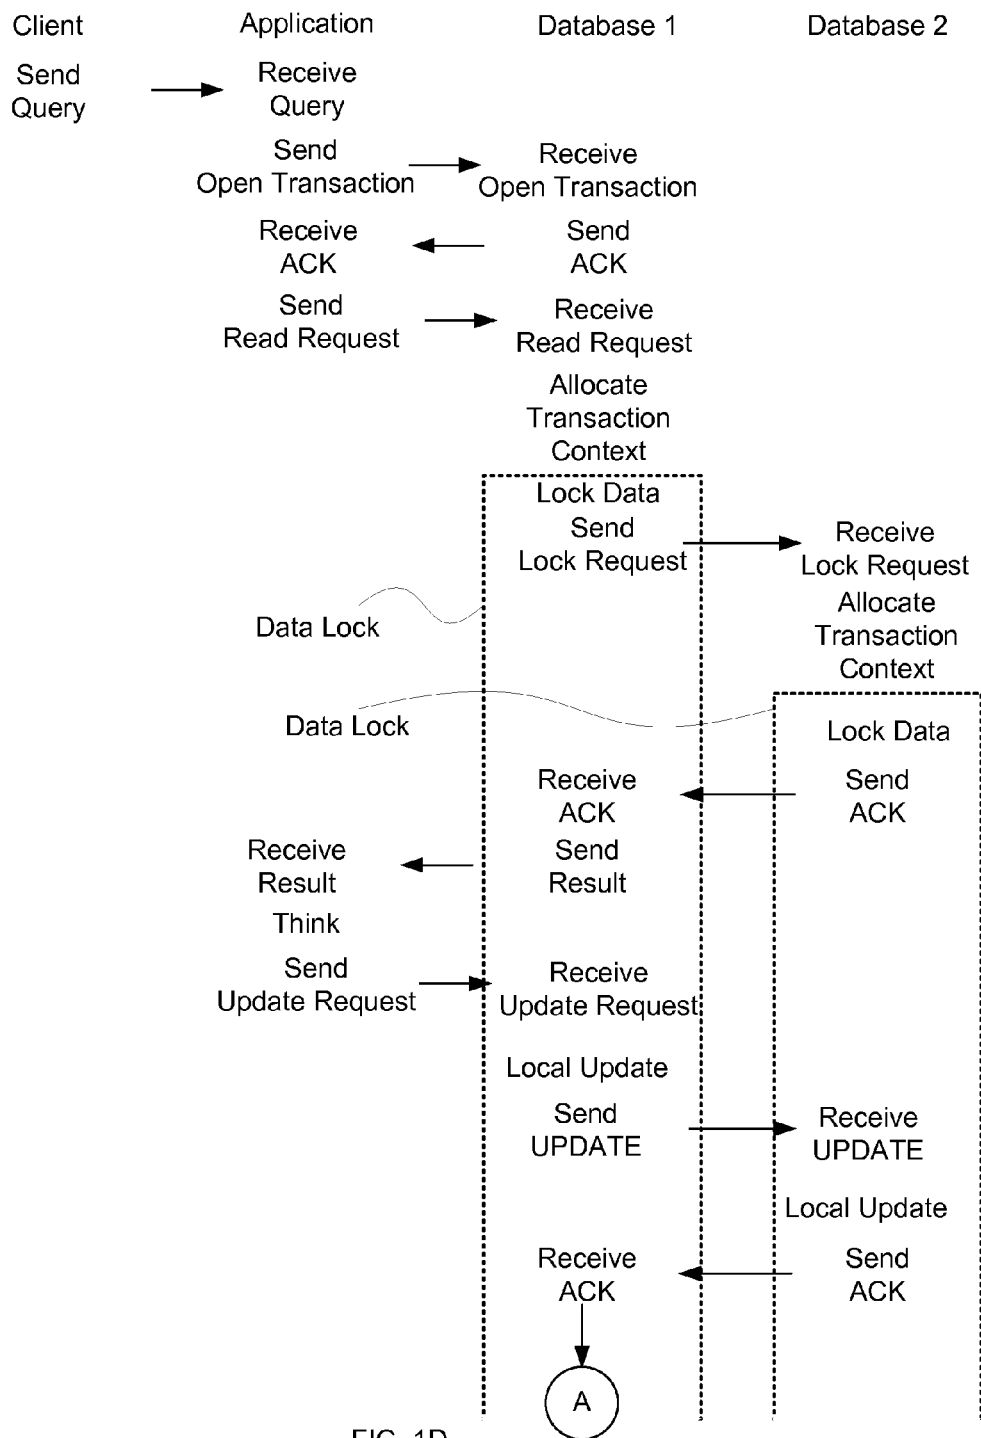 Client Application Database 1 Database 2
Send
Query
Receive
Query
Send
Open Transaction
Receive
Open Transaction
Receive
ACK
Send
ACK
Send
Read Request
Receive
Read Request
Allocate
Transaction
Context
Lock Data
Send
Lock Request
Receive
Lock Request
Allocate
Transaction
Context
Data Lock
Data Lock
Lock Data
Receive
ACK
Send
ACK
Receive
Result
Send
Result
Think
Send
Update Request
Receive
Update Request
Local Update
Send
UPDATE
Receive
UPDATE
Local Update
Receive
ACK
Send
ACK
A
FIG. 1D